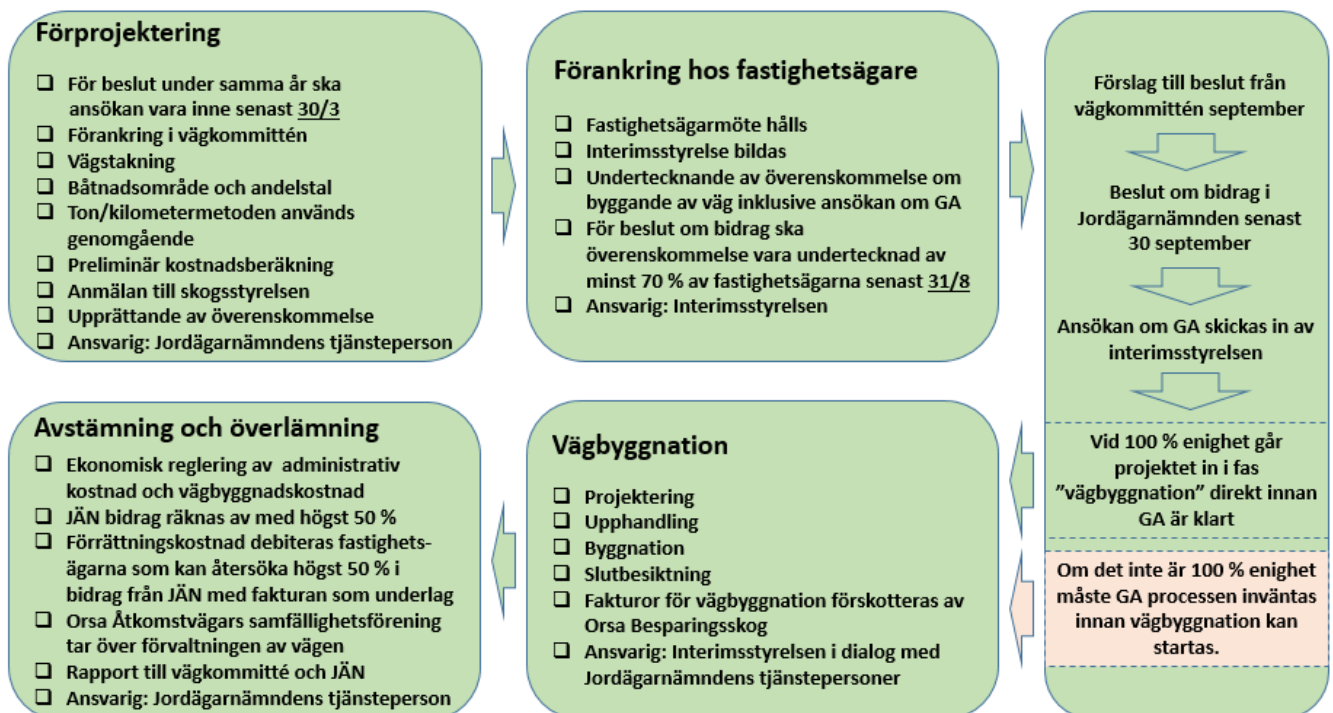 Förprojektering
❑ För beslut under samma år ska
ansökan vara inne senast 30/3
❑ Förankring i vägkommittén
❑ Vägstakning
❑ Båtnadsområde och andelstal
❑ Ton/kilometermetoden används
genomgående
❑ Preliminär kostnadsberäkning
❑ Anmälan till skogsstyrelsen
❑ Upprättande av överenskommelse
❑ Ansvarig: Jordägarnämndens tjänsteperson
Förankring hos fastighetsägare
❑ Fastighetsägarmöte hålls
❑ Interimsstyrelse bildas
❑ Undertecknande av överenskommelse om
byggande av väg inklusive ansökan om GA
❑ För beslut om bidrag ska
överenskommelse vara undertecknad av
minst 70 % av fastighetsägarna senast 31/8
❑ Ansvarig: Interimsstyrelsen
Förslag till beslut från
vägkommittén september
Beslut om bidrag i
Jordägarnämnden senast
30 september
Ansökan om GA skickas in av
interimsstyrelsen
Vid 100 % enighet går
projektet in i fas
”vägbyggnation” direkt innan
GA är klart
Om det inte är 100 % enighet
måste GA processen inväntas
innan vägbyggnation kan
startas.
Vägbyggnation
❑ Projektering
❑ Upphandling
❑ Byggnation
❑ Slutbesiktning
❑ Fakturor för vägbyggnation förskotteras av
Orsa Besparingsskog
❑ Ansvarig: Interimsstyrelsen i dialog med
Jordägarnämndens tjänstepersoner
Avstämning och överlämning
❑ Ekonomisk reglering av administrativ
kostnad och vägbyggnadskostnad
❑ JÄN bidrag räknas av med högst 50 %
❑ Förrättningskostnad debiteras fastighets-
ägarna som kan återsöka högst 50 % i
bidrag från JÄN med fakturan som underlag
❑ Orsa Åtkomstvägars samfällighetsförening
tar över förvaltningen av vägen
❑ Rapport till vägkommitté och JÄN
❑ Ansvarig: Jordägarnämndens tjänsteperson